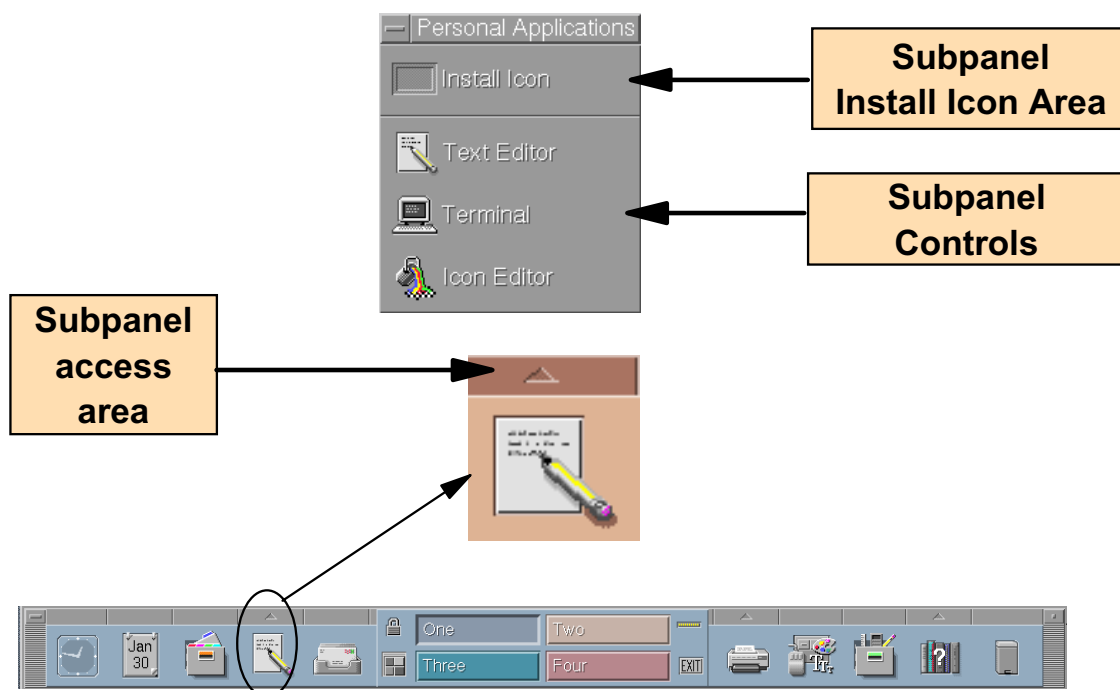 Personal Applications
Install Icon
Subpanel
Install Icon Area
Text Editor
Terminal
Subpanel
Controls
Icon Editor
Subpanel
access
area
Jan
30
One
Two
Three
Four
EXIT
?